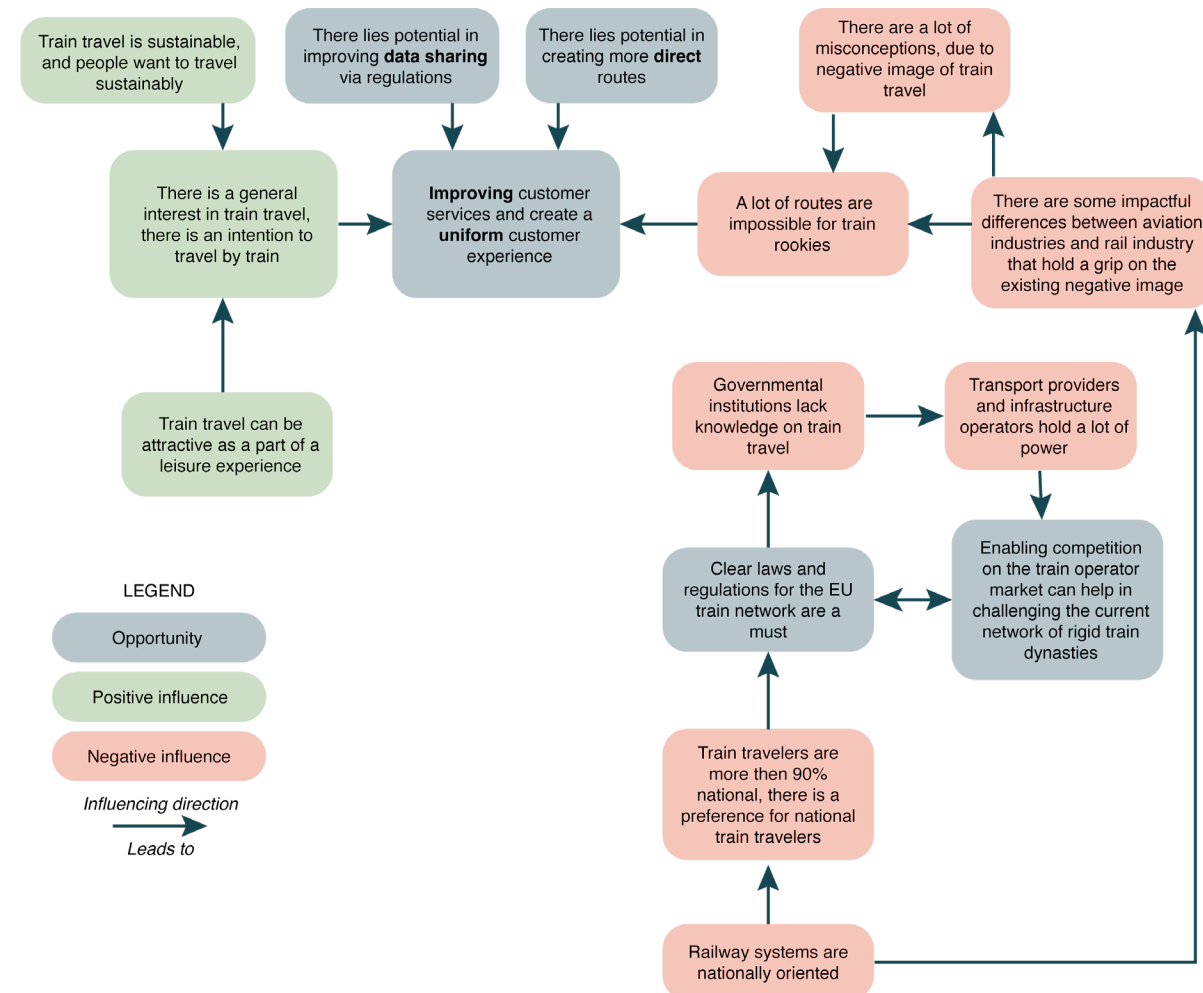 Train travel is sustainable,
and people want to travel
sustainably
There lies potential in
improving data sharing
via regulations
There lies potential in
creating more direct
routes
There are a lot of
misconceptions, due to
negative image of train
travel
There is a general
interest in train travel,
there is an intention to
travel by train
Improving customer
services and create a
uniform customer
experience
A lot of routes are
impossible for train
rookies
There are some impactful
differences between aviation
industries and rail industry
that hold a grip on the
existing negative image
Train travel can be
attractive as a part of a
leisure experience
Governmental
institutions lack
knowledge on train
travel
Transport providers
and infrastructure
operators hold a lot of
power
Clear laws and
regulations for the EU
train network are a
must
Enabling competition
on the train operator
market can help in
challenging the current
network of rigid train
dynasties
Train travelers are
more then 90%
national, there is a
preference for national
train travelers
Railway systems are
nationally oriented
LEGEND
Opportunity
Positive influence
Negative influence
Influencing direction
Leads to